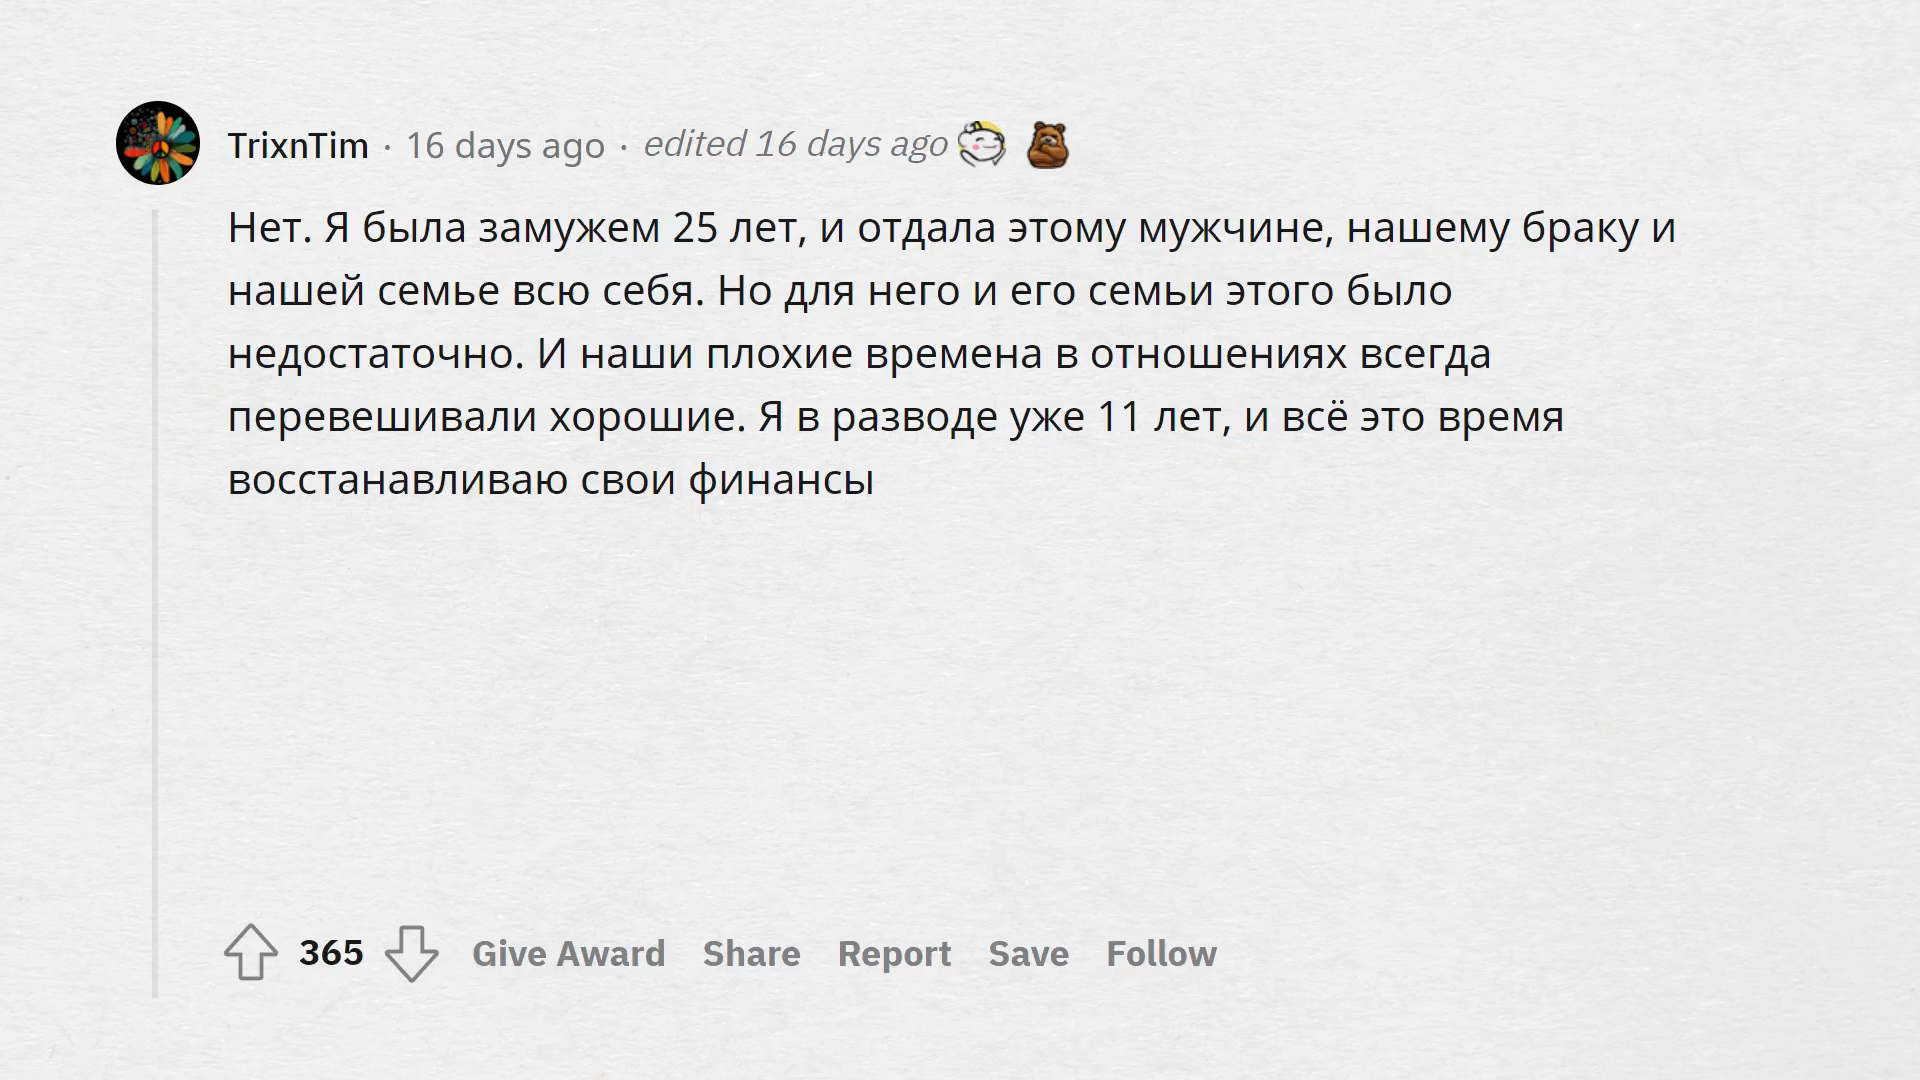 TrixnTim · 16 days ago · edited 16 days ago
Нет. Я была замужем 25 лет, и отдала этому мужчине, нашему браку и
нашей семье всю себя. Но для него и его семьи этого было
недостаточно. И наши плохие времена в отношениях всегда
перевешивали хорошие. Я в разводе уже 11 лет, и всё это время
восстанавливаю свои финансы
365 Give Award Share Report Save Follow